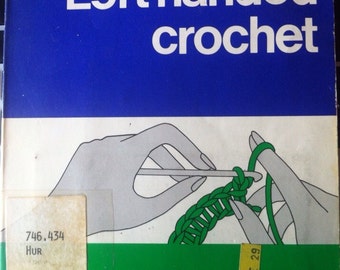 Left handed
crochet
746.434
Hur
29